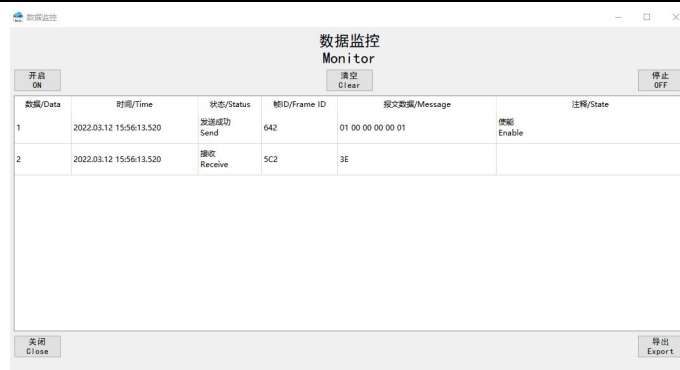 数据监控
数据监控
Monitor
开启
ON
清空
Clear
停止
OFF
数据/Data 时间/Time 状态/Status 帧ID/Frame ID 报文数据/Message 注释/State
1 2022.03.12 15:56:13.520 发送成功 Send 642 01 00 00 00 00 01 使能 Enable
2 2022.03.12 15:56:13.520 接收 Receive 5C2 3E
关闭
Close
导出
Export